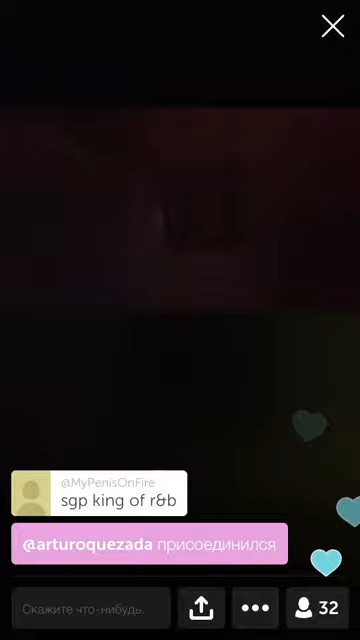 @MyPenisOnFire
sgp king of r&b
@arturoquezada присоединился
Скажите что-нибудь.
32